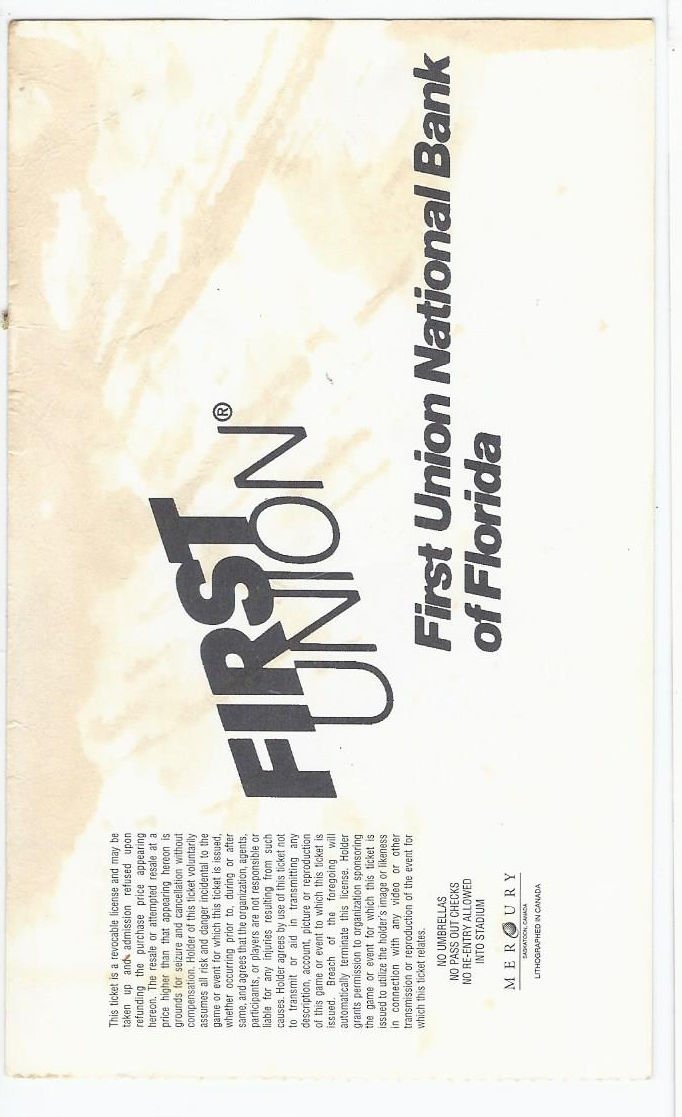 This ticket is a revocable license and may be
taken up and admission refused upon
refunding the purchase price appearing
hereon. The resale or attempted resale at a
price higher than that appearing hereon is
grounds for seizure and cancellation without
compensation. Holder of this ticket voluntarily
assumes all risk and danger incidental to the
game or event for which this ticket is issued,
whether occurring prior to, during or after
same, and agrees that the organization, agents,
participants, or players are not responsible or
liable for any injuries resulting from such
causes. Holder agrees by use of this ticket not
to transmit or aid in transmitting any
description, account, picture or reproduction
of this game or event to which this ticket is
issued. Breach of the foregoing will
automatically terminate this license. Holder
grants permission to organization sponsoring
the game or event for which this ticket is
issued to utilize the holder's image or likeness
in connection with any video or other
transmission or reproduction of the event for
which this ticket relates.
NO UMBRELLAS
NO PASS OUT CHECKS
NO RE-ENTRY ALLOWED
INTO STADIUM
MERCURY
SASKATOON, CANADA
LITHOGRAPHED IN CANADA
FIRST
UNION®
First Union National Bank
of Florida